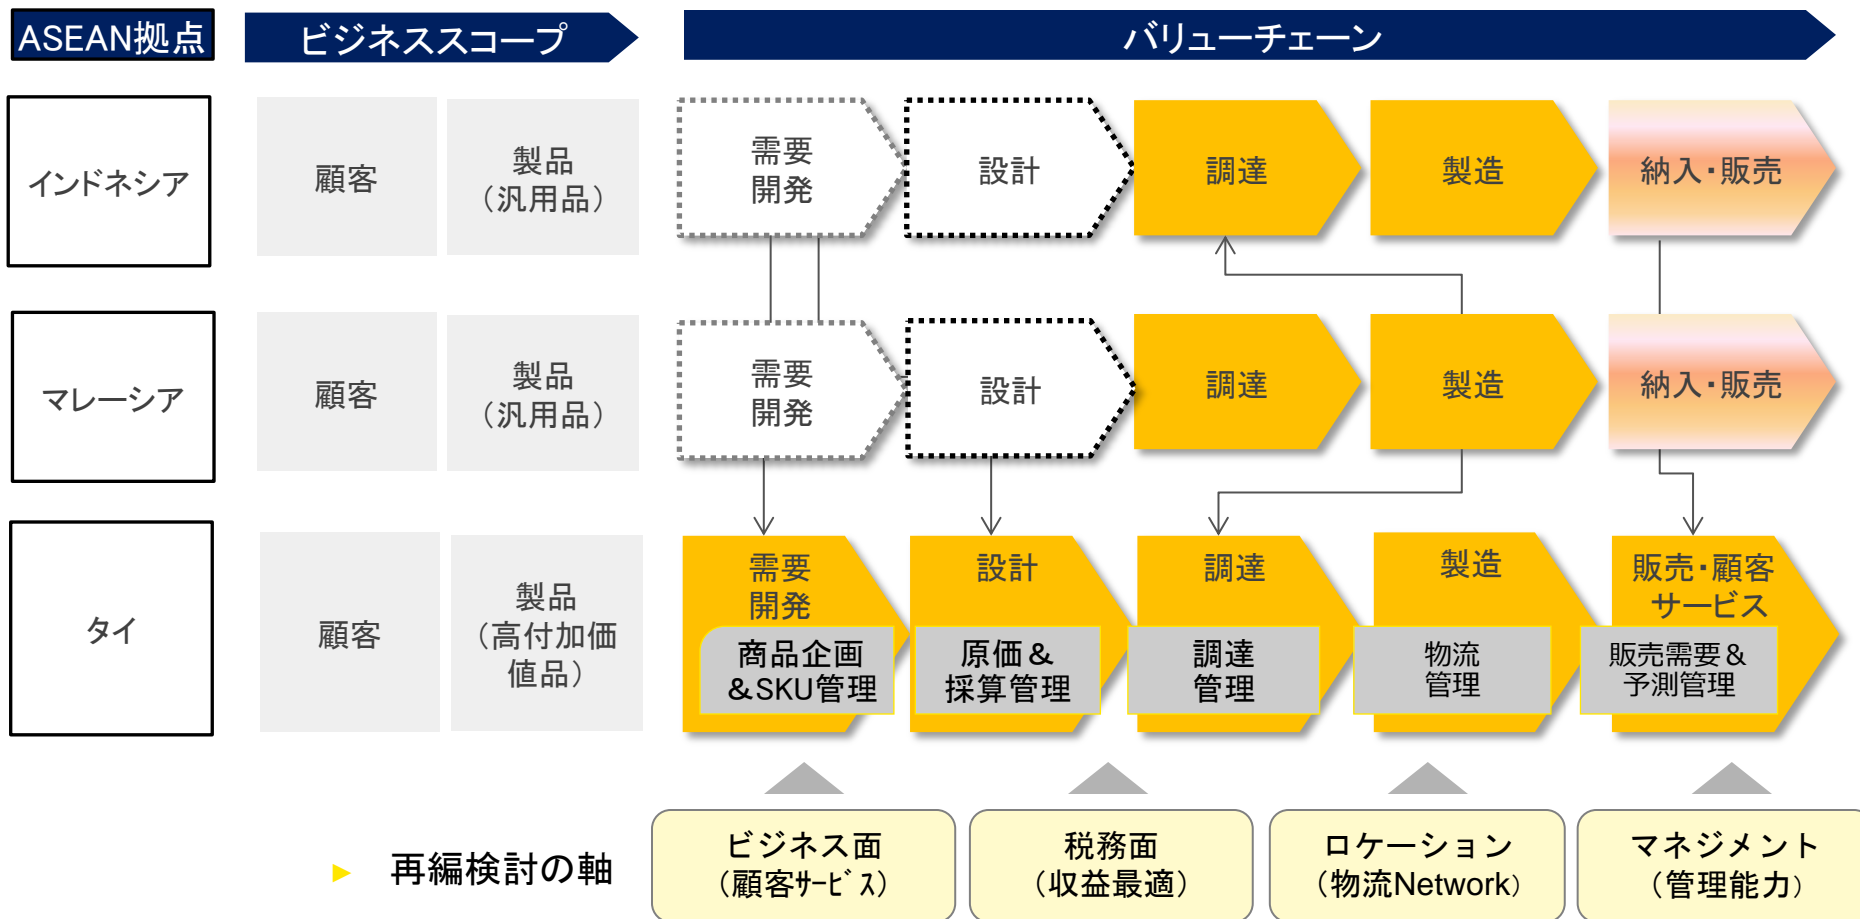 ASEAN拠点
ビジネススコープ
バリューチェーン
インドネシア
顧客
製品
（汎用品）
需要
開発
設計
調達
製造
納入・販売
マレーシア
顧客
製品
（汎用品）
需要
開発
設計
調達
製造
納入・販売
タイ
顧客
製品
（高付加価
値品）
需要
開発
商品企画
＆SKU管理
設計
原価＆
採算管理
調達
調達
管理
製造
物流
管理
販売・顧客
サービス
販売需要＆
予測管理
再編検討の軸
ビジネス面
（顧客ｻｰﾋﾞｽ）
税務面
（収益最適）
ロケーション
（物流Network）
マネジメント
（管理能力）